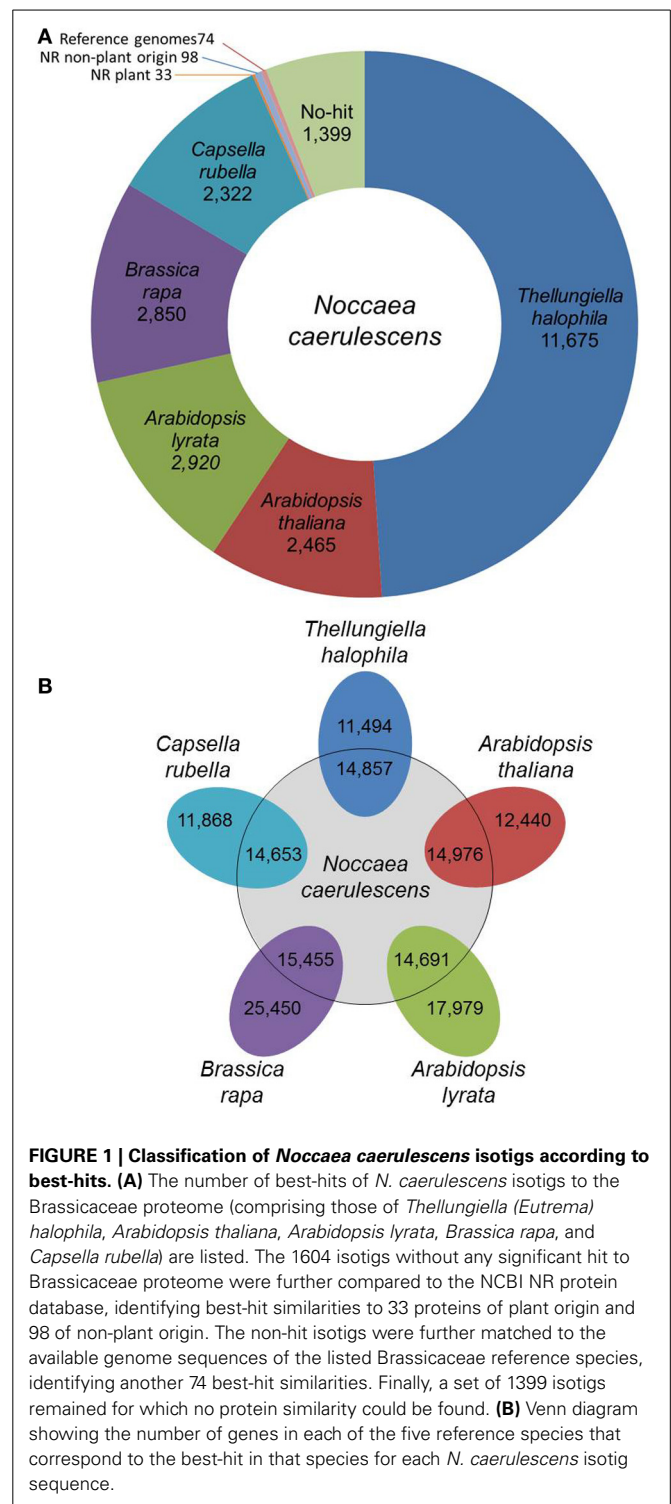 A
Reference genomes74
NR non-plant origin 98
NR plant 33
No-hit
1,399
Capsella
rubella
2,322
Brassica
rapa
2,850
Noccaea
caerulescens
Thellungiella
halophila
11,675
Arabidopsis
lyrata
2,920
Arabidopsis
thaliana
2,465
B
Thellungiella
halophila
11,494
14,857
Capsella
rubella
11,868
14,653
Arabidopsis
thaliana
12,440
14,976
Noccaea
caerulescens
15,455
25,450
14,691
17,979
Brassica
rapa
Arabidopsis
lyrata
FIGURE 1 | Classification of Noccaea caerulescens isotigs according to
best-hits. (A) The number of best-hits of N. caerulescens isotigs to the
Brassicaceae proteome (comprising those of Thellungiella (Eutrema)
halophila, Arabidopsis thaliana, Arabidopsis lyrata, Brassica rapa, and
Capsella rubella) are listed. The 1604 isotigs without any significant hit to
Brassicaceae proteome were further compared to the NCBI NR protein
database, identifying best-hit similarities to 33 proteins of plant origin and
98 of non-plant origin. The non-hit isotigs were further matched to the
available genome sequences of the listed Brassicaceae reference species,
identifying another 74 best-hit similarities. Finally, a set of 1399 isotigs
remained for which no protein similarity could be found. (B) Venn diagram
showing the number of genes in each of the five reference species that
correspond to the best-hit in that species for each N. caerulescens isotig
sequence.